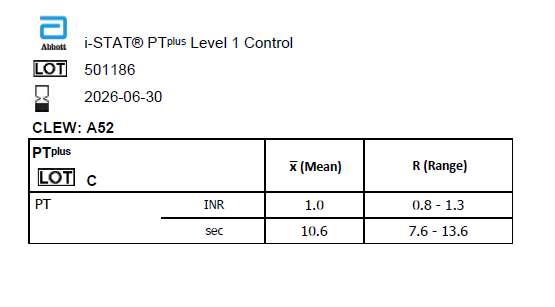 Abbott
i-STAT® PTplus Level 1 Control
LOT 501186
2026-06-30
CLEW: A52
PTplus
LOT C
x̅ (Mean) R (Range)
PT INR 1.0 0.8 - 1.3
sec 10.6 7.6 - 13.6